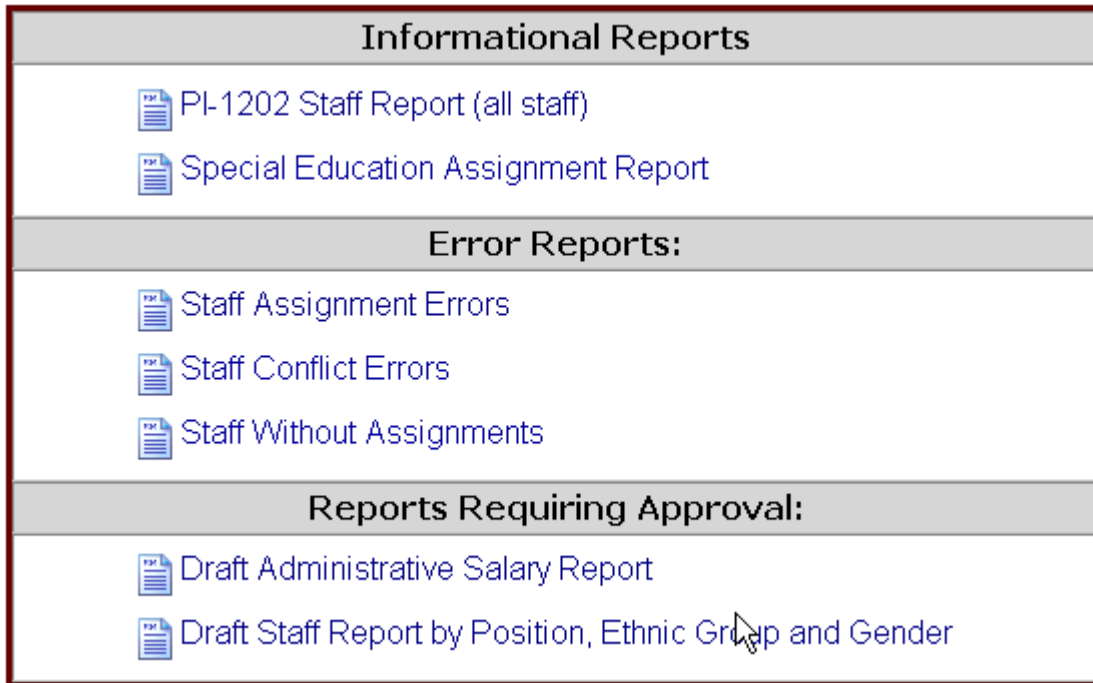 Informational Reports
PI-1202 Staff Report (all staff)
Special Education Assignment Report
Error Reports:
Staff Assignment Errors
Staff Conflict Errors
Staff Without Assignments
Reports Requiring Approval:
Draft Administrative Salary Report
Draft Staff Report by Position, Ethnic Group and Gender